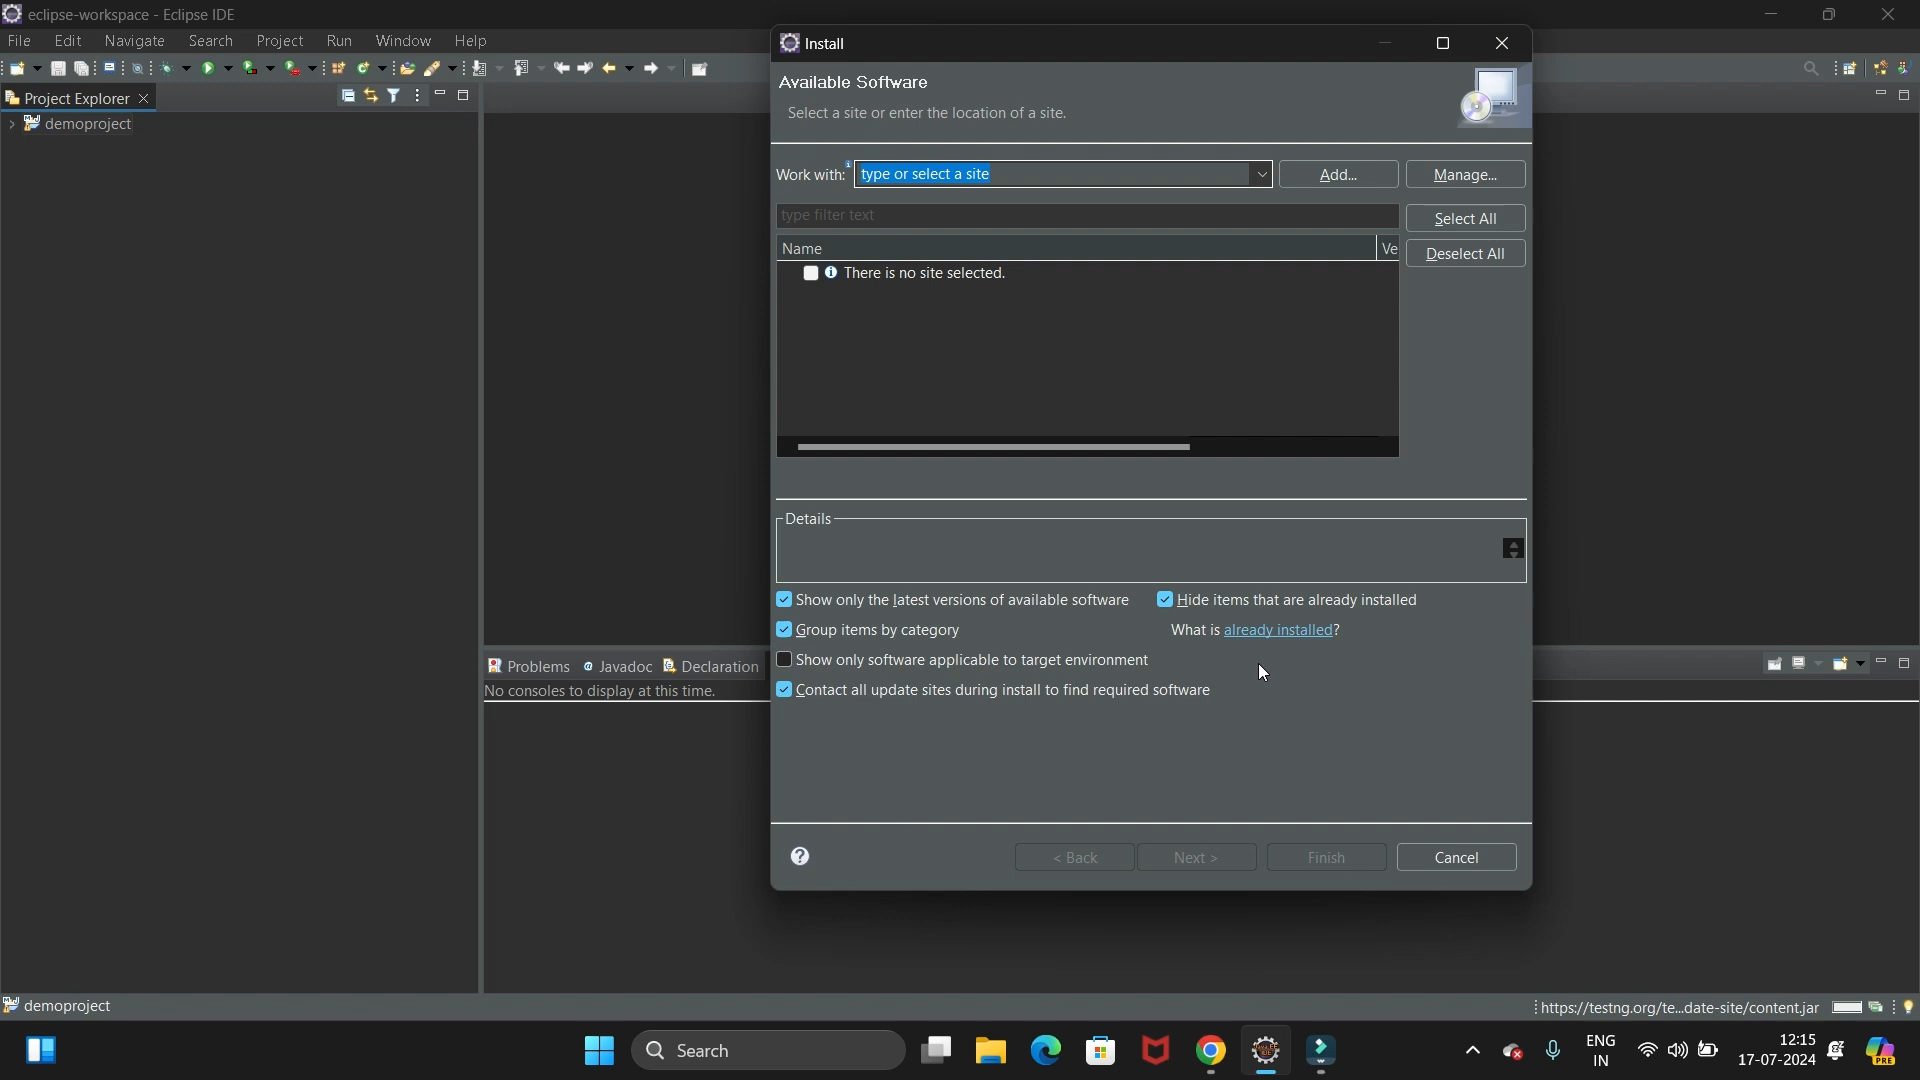 eclipse-workspace - Eclipse IDE
File Edit Navigate Search Project Run Window Help
Project Explorer
demoproject
Install
Available Software
Select a site or enter the location of a site.
Work with: type or select a site Add... Manage...
type filter text Select All
Name Ve
Deselect All
There is no site selected.
Details
Show only the latest versions of available software Hide items that are already installed
Group items by category What is already installed?
Show only software applicable to target environment
Contact all update sites during install to find required software
< Back Next > Finish Cancel
Problems Javadoc Declaration
No consoles to display at this time.
demoproject https://testng.org/te...date-site/content.jar
Search
ENG
IN
12:15
17-07-2024
PRE